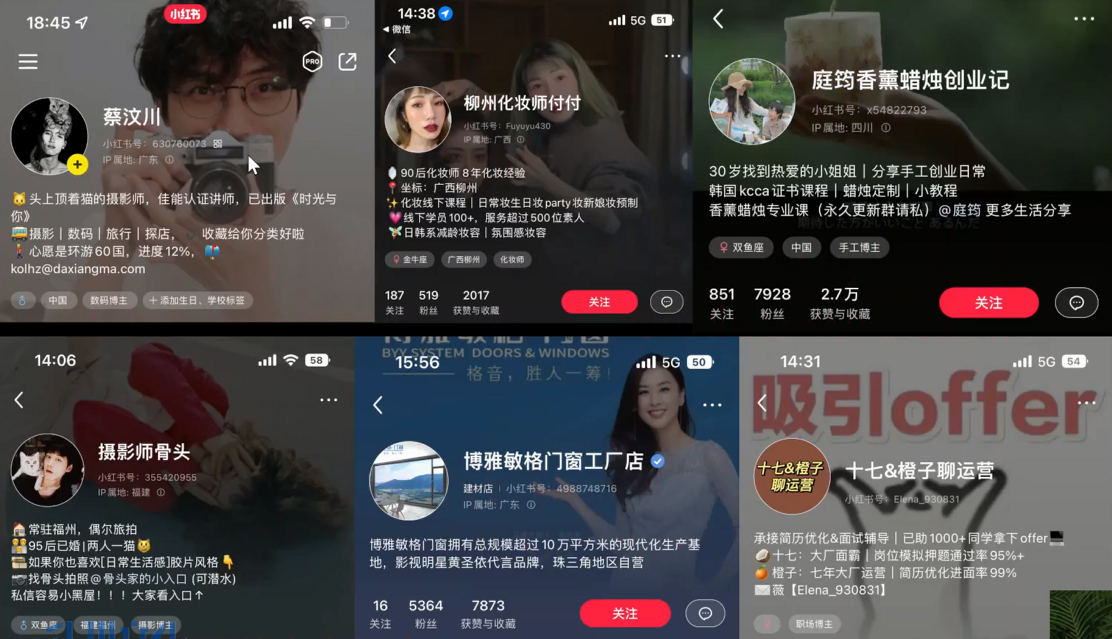 18:45
小红书
PRO
蔡汶川
小红书号：630760073
IP属地：广东
头上顶着猫的摄影师，佳能认证讲师，已出版《时光与
你》
摄影｜数码｜旅行｜探店， 收藏给你分类好啦
心愿是环游60国，进度12%，
kolhz@daxiangma.com
中国
数码博主
添加生日、学校标签
14:38
5G
51
微信
柳州化妆师付付
小红书号：Fuyuyu430
IP属地：广西
90后化妆师 8年化妆经验
坐标：广西柳州
化妆线下课程｜日常妆生日妆party妆新娘妆预制
线下学员100+，服务超过500位素人
日韩系减龄妆容｜氛围感妆容
金牛座
广西柳州
化妆师
187
519
2017
关注
粉丝
获赞与收藏
关注
庭筠香薰蜡烛创业记
小红书号：x54822793
IP属地：四川
30岁找到热爱的小姐姐｜分享手工创业日常
韩国kcca证书课程｜蜡烛定制｜小教程
香薰蜡烛专业课（永久更新群请私）@庭筠 更多生活分享
双鱼座
中国
手工博主
851
7928
2.7万
关注
粉丝
获赞与收藏
关注
14:06
58
摄影师骨头
小红书号：355420955
IP属地：福建
常驻福州，偶尔旅拍
95后已婚|两人一猫
如果你也喜欢[日常生活感]胶片风格
找骨头拍照@骨头家的小入口 (可潜水)
私信容易小黑屋！！！大家看入口↑
双鱼座
福建福州
摄影博主
15:56
5G
50
BYY SYSTEM DOORS & WINDOWS
格音，胜人一筹！
博雅敏格门窗工厂店
建材店
小红书号：4988748716
IP属地：广东
博雅敏格门窗拥有总规模超过10万平方米的现代化生产基
地，影视明星黄圣依代言品牌，珠三角地区自营
16
5364
7873
关注
粉丝
获赞与收藏
关注
14:31
5G
54
吸引offer
十七&橙子
聊运营
十七&橙子聊运营
小红书号：Elena_930831
承接简历优化&面试辅导｜已助1000+同学拿下offer
十七：大厂面霸｜岗位模拟押题通过率95%+
橙子：七年大厂运营｜简历优化进面率99%
薇【Elena_930831】
职场博主